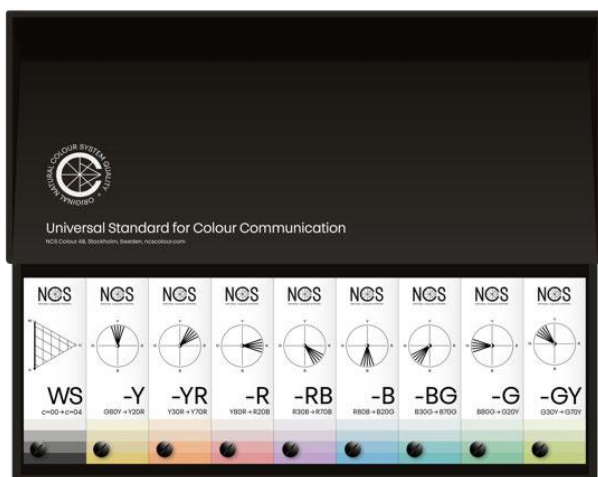 ORIGINAL NATURAL COLOUR SYSTEM QUALITY
Universal Standard for Colour Communication
NCS Colour AB, Stockholm, Sweden, ncscolour.com
NCS NCS NCS NCS NCS NCS NCS NCS NCS
WS -Y -YR -R -RB -B -BG -G -GY
c=00→c=04 G80Y→Y20R Y30R→Y70R Y80R→R20B R30B→R70B R80B→B20G B30G→B70G B80G→G20Y G30Y→G70Y